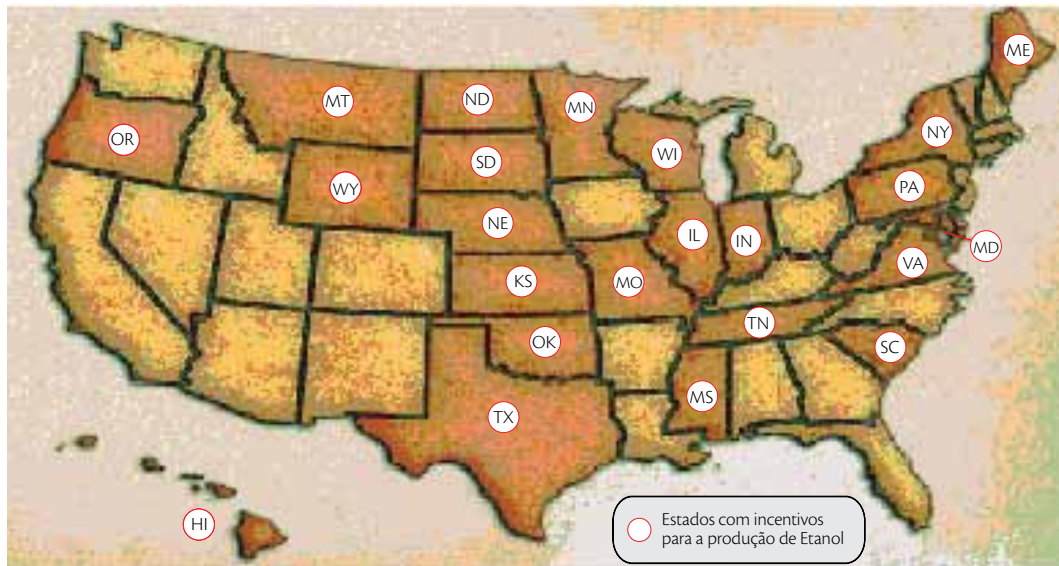 ME
MT
ND
MN
OR
NY
WI
SD
WY
PA
NE
IL
IN
MD
VA
KS
MO
TN
OK
SC
MS
TX
HI
Estados com incentivos
para a produção de Etanol